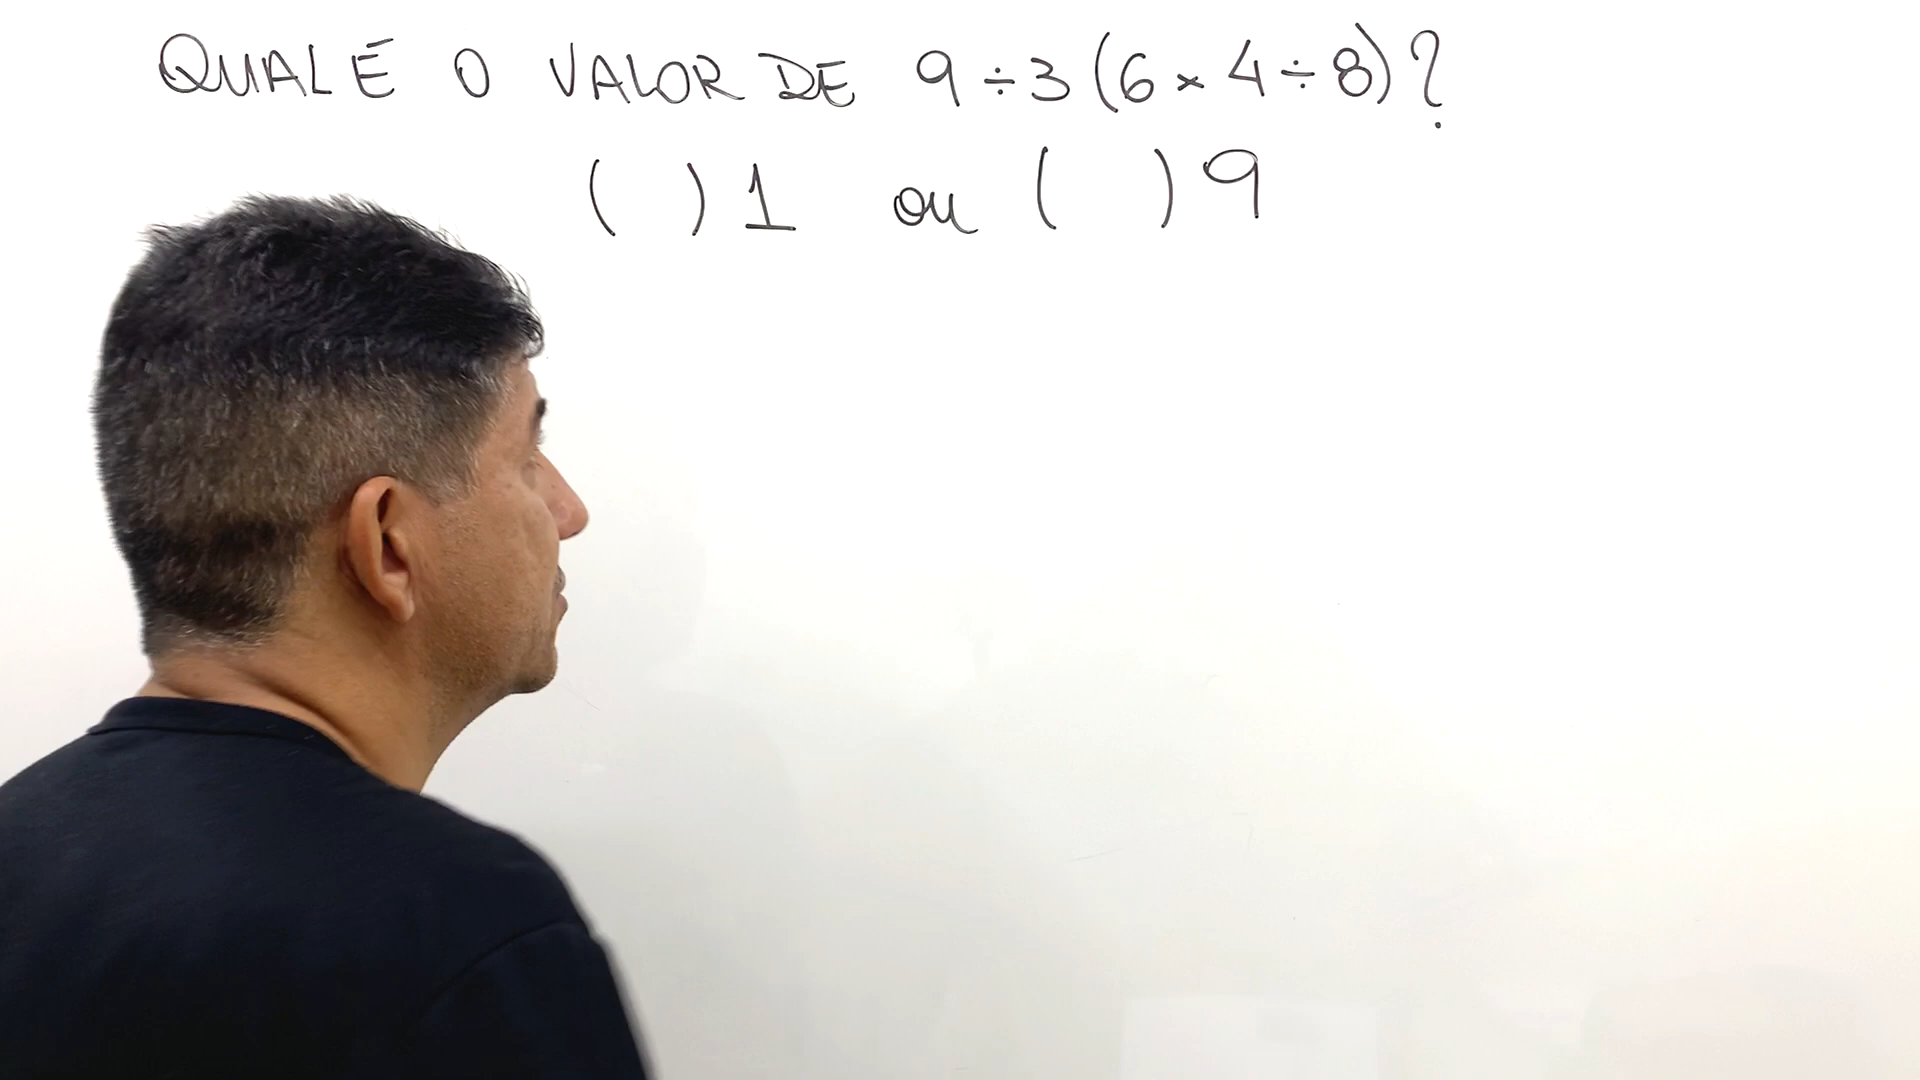 QUAL É O VALOR DE 9÷3(6×4÷8)?
( ) 1 ou ( ) 9